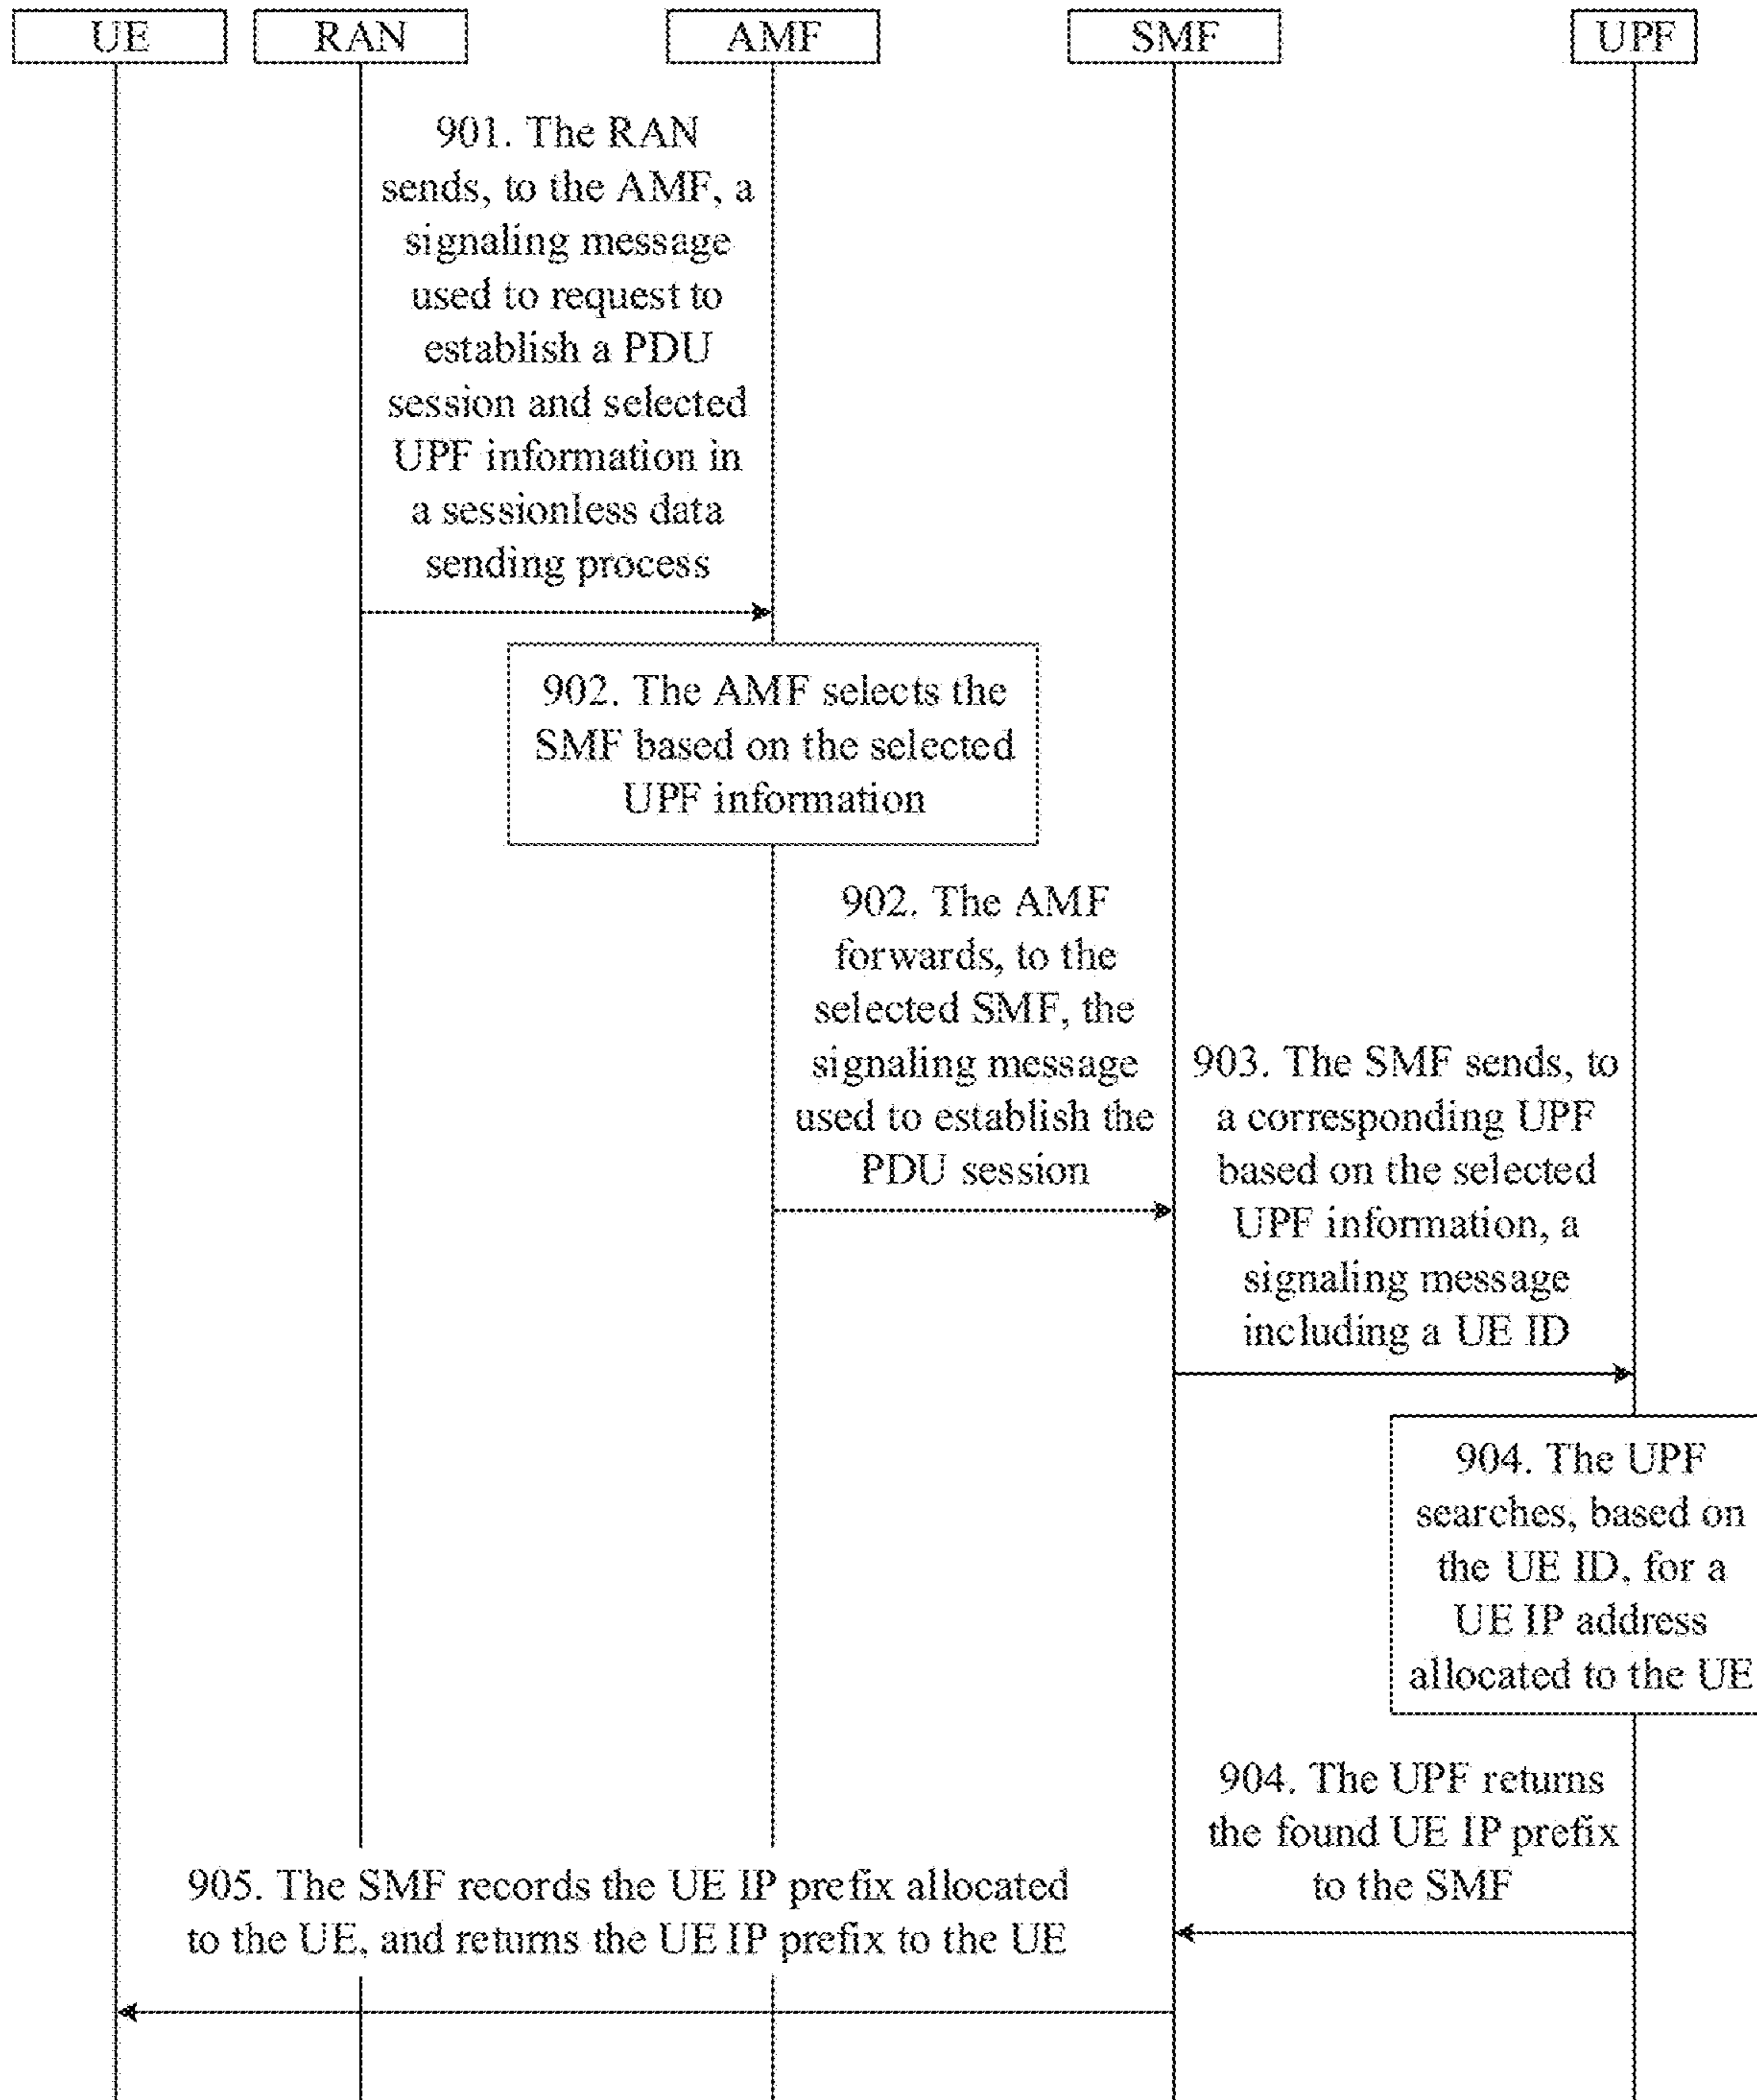 UE
RAN
AMF
SMF
UPF
901. The RAN
sends, to the AMF, a
signaling message
used to request to
establish a PDU
session and selected
UPF information in
a sessionless data
sending process
902. The AMF selects the
SMF based on the selected
UPF information
902. The AMF
forwards, to the
selected SMF, the
signaling message
used to establish the
PDU session
903. The SMF sends, to
a corresponding UPF
based on the selected
UPF information, a
signaling message
including a UE ID
904. The UPF
searches, based on
the UE ID, for a
UE IP address
allocated to the UE
904. The UPF returns
the found UE IP prefix
to the SMF
905. The SMF records the UE IP prefix allocated
to the UE, and returns the UE IP prefix to the UE